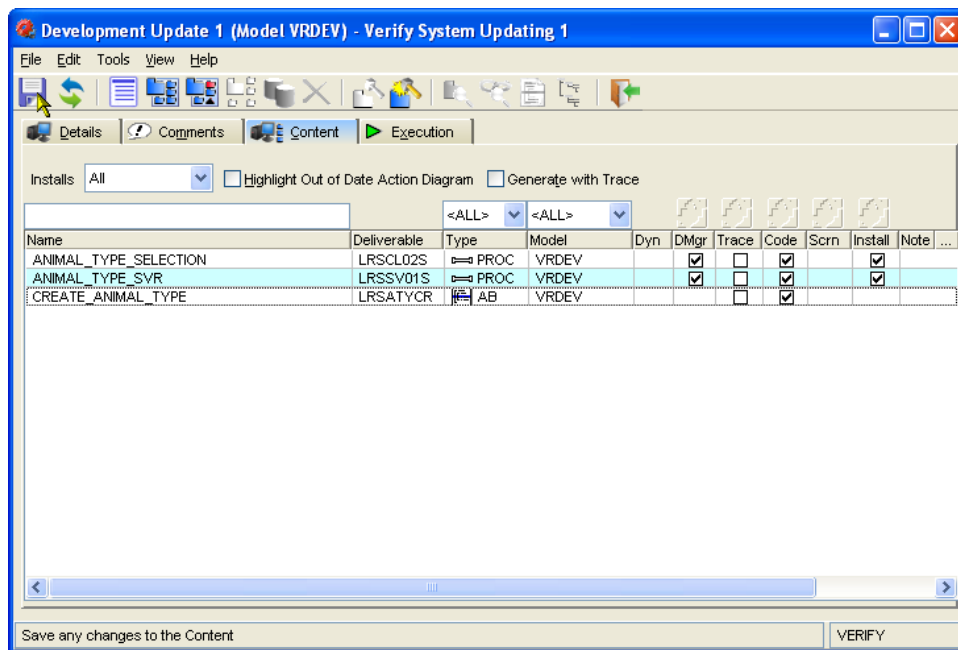 Development Update 1 (Model VRDEV) - Verify System Updating 1
File Edit Tools View Help
Details Comments Content Execution
Installs All Highlight Out of Date Action Diagram Generate with Trace
<ALL> <ALL>
Name Deliverable Type Model Dyn DMgr Trace Code Scrn Install Note ...
ANIMAL_TYPE_SELECTION LRSCL02S PROC VRDEV
ANIMAL_TYPE_SVR LRSSV01S PROC VRDEV
CREATE_ANIMAL_TYPE LRSATYCR AB VRDEV
Save any changes to the Content VERIFY